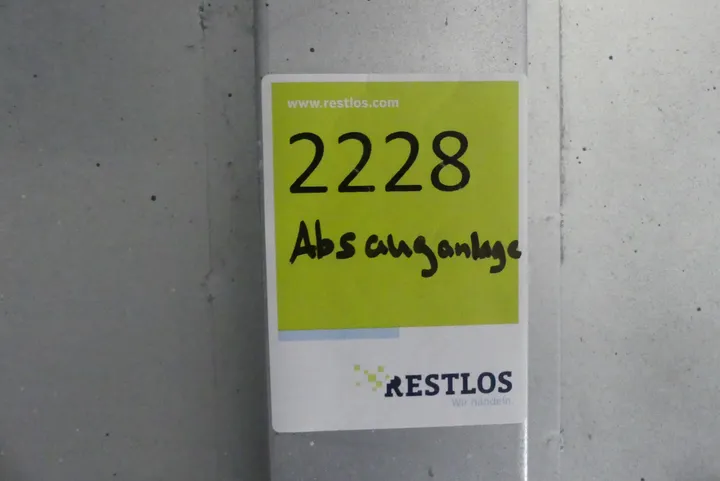 www.restlos.com
2228
Absauganlage
RESTLOS
Wir handeln.